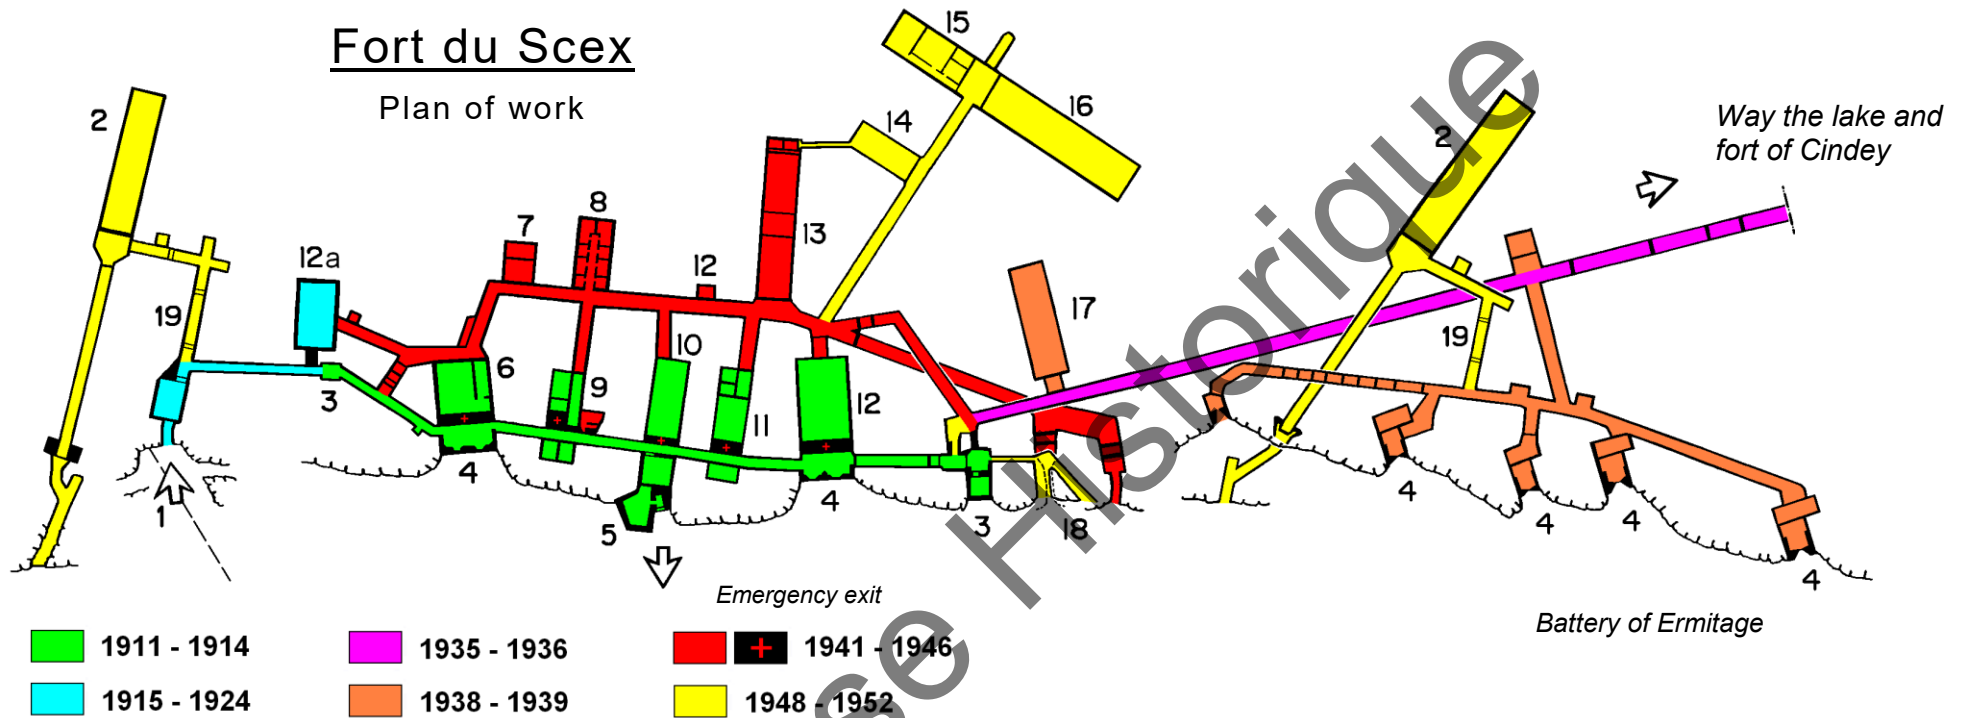 Fort du Scex
Plan of work
15
16
14
2
2
Way the lake and
fort of Cindey
8
7
13
12a
12
17
19
19
10
6
9
11
12
3
4
4
4
4
4
4
1
5
3
18
Emergency exit
Battery of Ermitage
1911 - 1914
1935 - 1936
1941 - 1946
1915 - 1924
1938 - 1939
1948 - 1952
se Historique